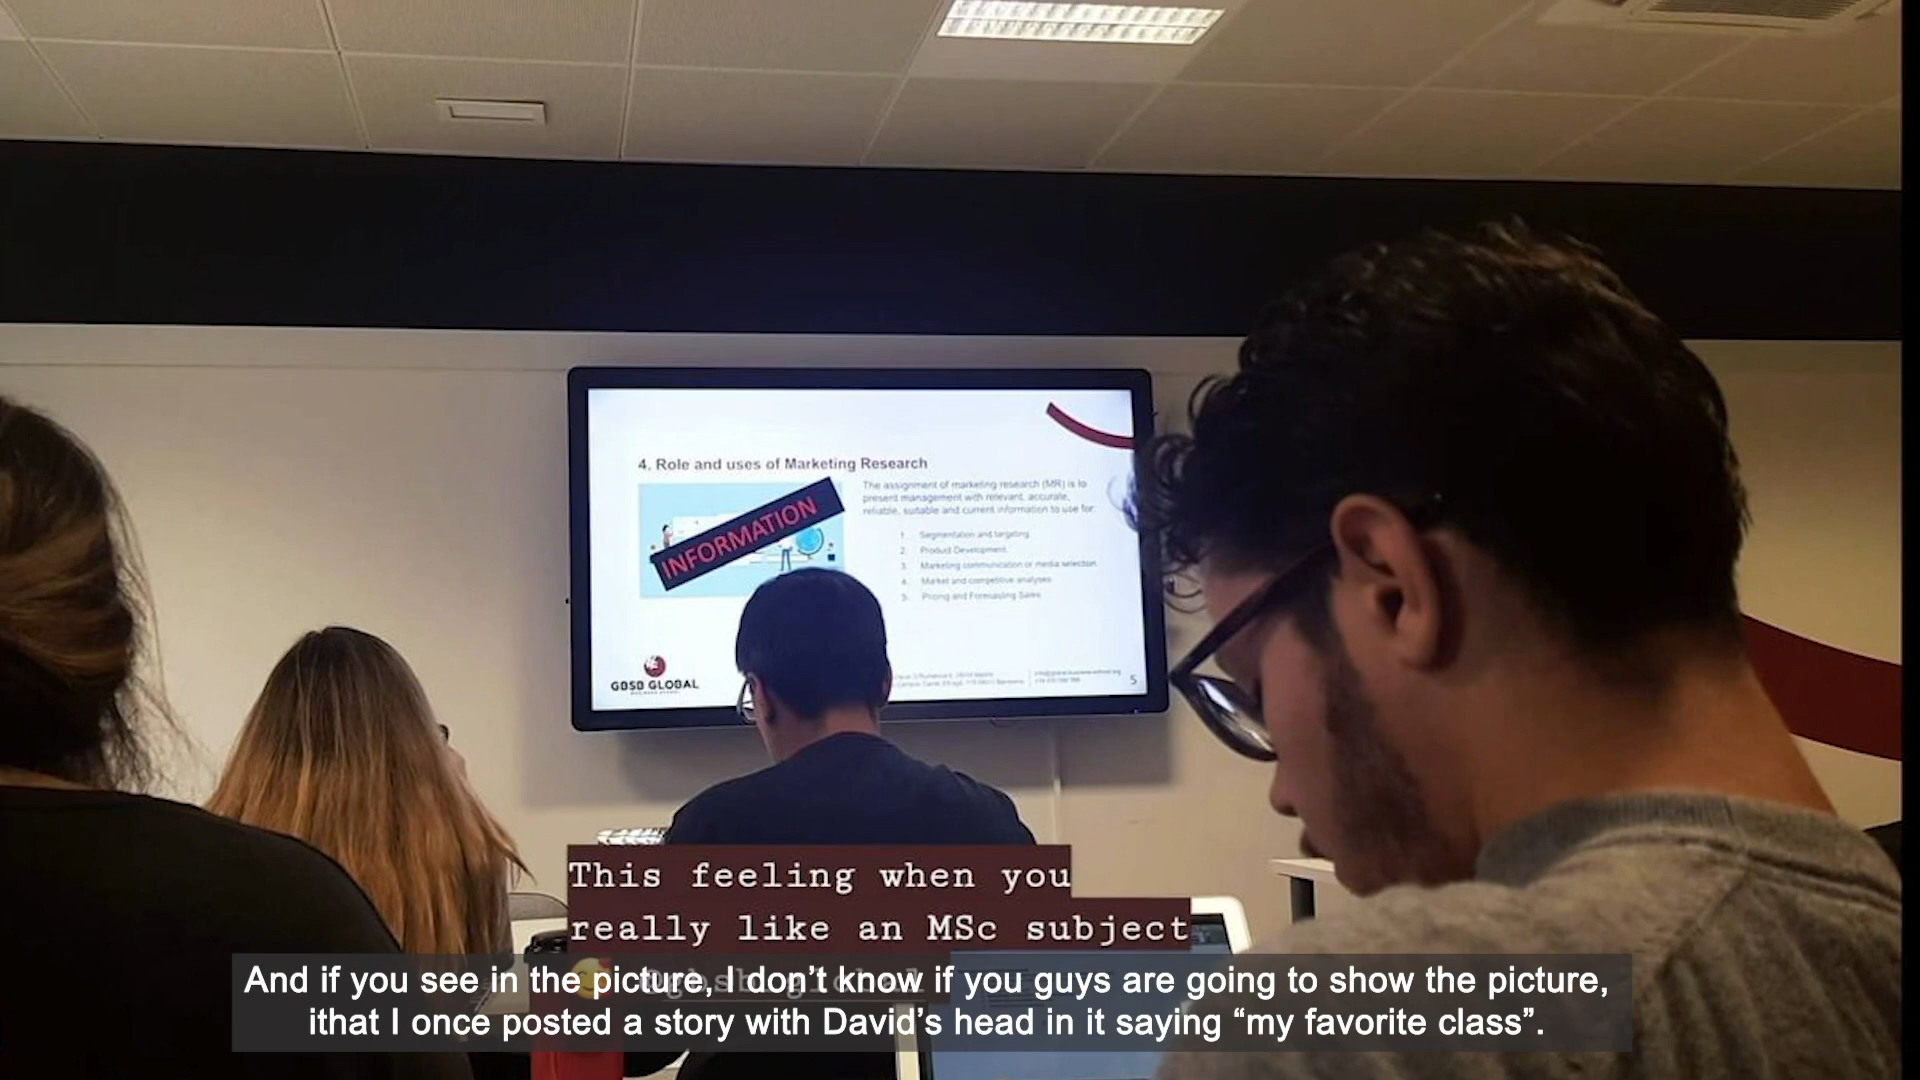 4. Role and uses of Marketing Research
INFORMATION
The assignment of marketing research (MR) is to
present management with relevant, accurate,
reliable, suitable and current information to use for:
1. Segmentation and targeting
2. Product Development
3. Marketing communication or media selection
4. Market and competitive analyses
5. Pricing and Forecasting Sales
GBSB GLOBAL
BUSINESS SCHOOL
5
This feeling when you
really like an MSc subject
@gbsb.global
And if you see in the picture, I don’t know if you guys are going to show the picture,
ithat I once posted a story with David’s head in it saying “my favorite class”.